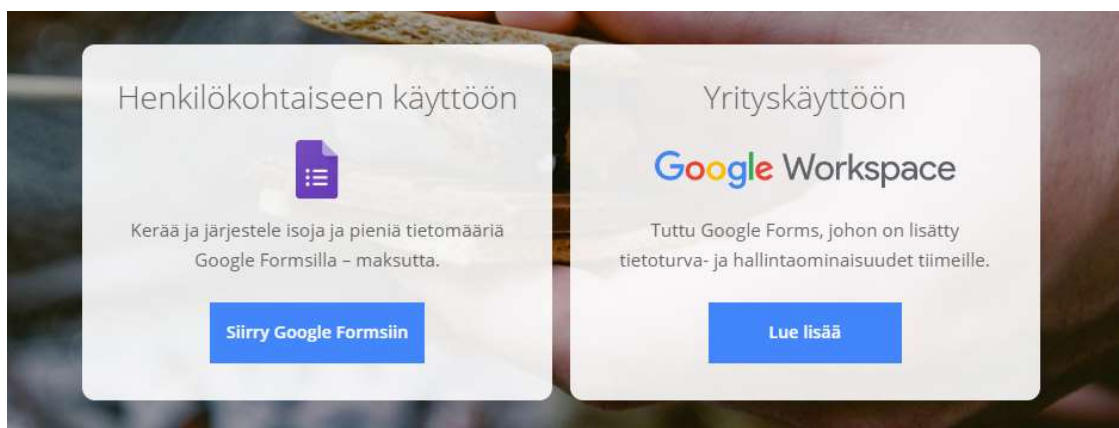 Henkilökohtaiseen käyttöön
Kerää ja järjestele isoja ja pieniä tietomääriä
Google Formsilla – maksutta.
Siirry Google Formsiin
Yrityskäyttöön
Google Workspace
Tuttu Google Forms, johon on lisätty
tietoturva- ja hallintaominaisuudet tiimeille.
Lue lisää